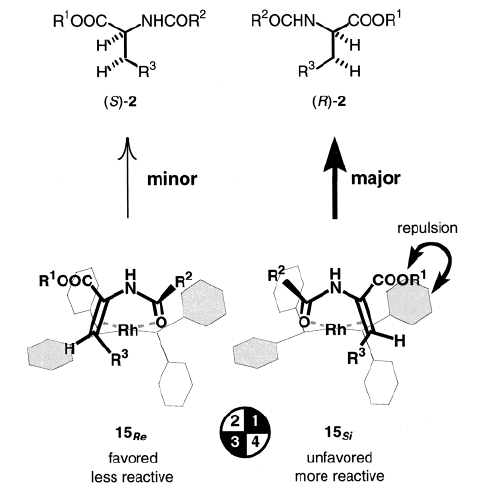 R¹OOC NHCOR² R²OCHN COOR¹
H H
H R³ R³ H
(S)-2 (R)-2
minor major
repulsion
R¹OOC H N R² R² H N COOR¹
O O
Rh Rh
H R³ R³ H
15Re 15Si
2 1
3 4
favored unfavored
less reactive more reactive